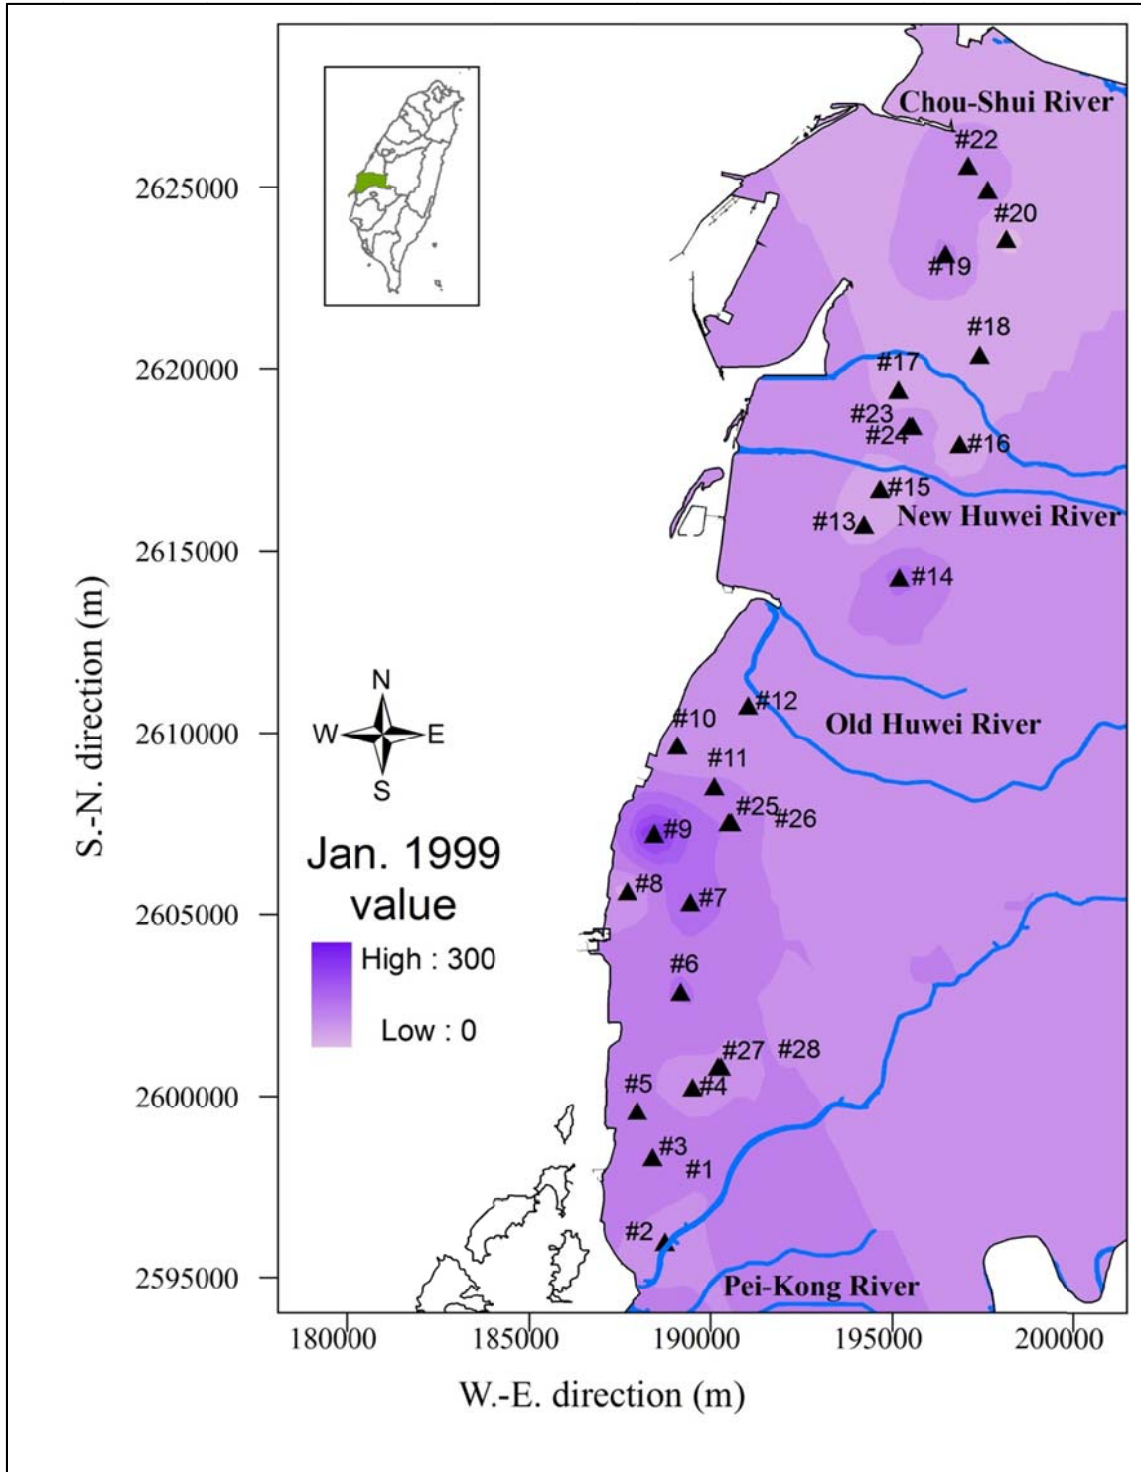 Chou-Shui River
#22
2625000
#20
#19
#18
2620000
#17
#23
#24
#16
#15
New Huwei River
#13
2615000
#14
S.-N. direction (m)
N
W
E
S
#12
#10
Old Huwei River
2610000
#11
#25
#26
#9
Jan. 1999
value
High : 300
Low : 0
#8
#7
2605000
#6
#27
#28
2600000
#5
#4
#3
#1
#2
2595000
Pei-Kong River
180000
185000
190000
195000
200000
W.-E. direction (m)